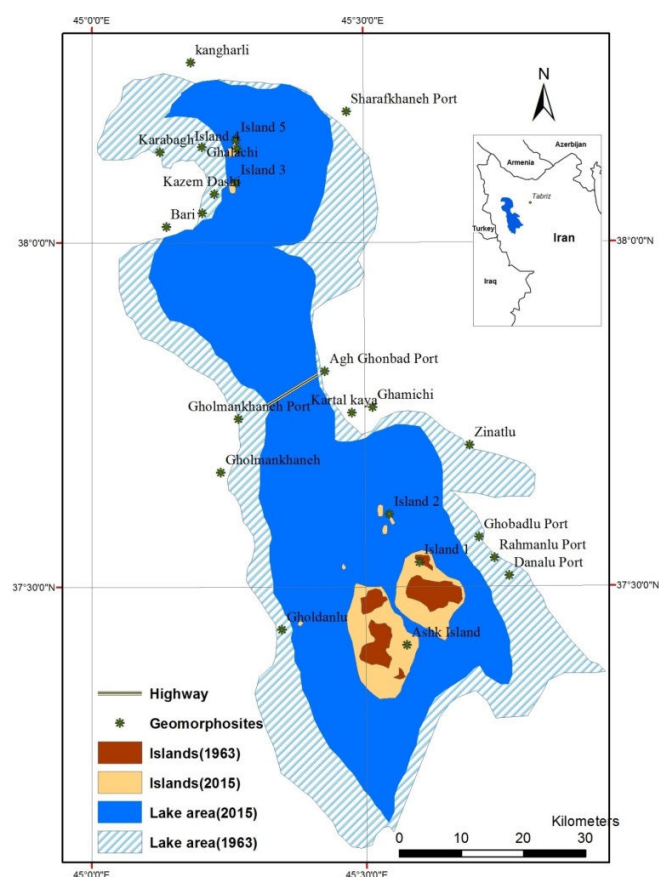 45°0'0"E
45°30'0"E
kangharli
N
Sharafkhaneh Port
Island 5
Island 4
Karabagh
Ghalachi
Island 3
Kazem Dashi
Bari
Azerbijan
Armenia
Tabriz
Iran
Turkey
Iraq
38°0'0"N
38°0'0"N
Agh Ghonbad Port
Gholmankhaneh Port
Kartal kaya
Ghamichi
Zinatlu
Gholmankhaneh
Island 2
Ghobadlu Port
Rahmanlu Port
Danalu Port
Island 1
37°30'0"N
37°30'0"N
Gholdanlu
Ashk Island
Highway
Geomorphosites
Islands(1963)
Islands(2015)
Lake area(2015)
Lake area(1963)
Kilometers
0 10 20 30
45°0'0"E
45°30'0"E